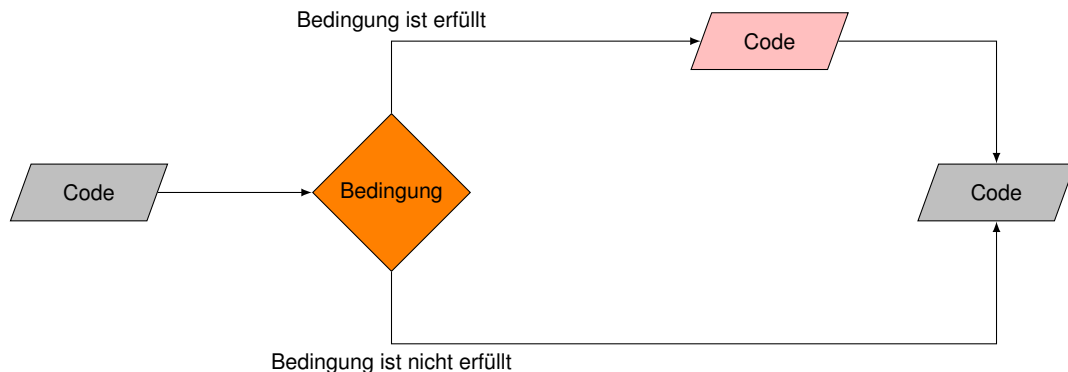 Bedingung ist erfüllt
Code
Code
Bedingung
Code
Bedingung ist nicht erfüllt